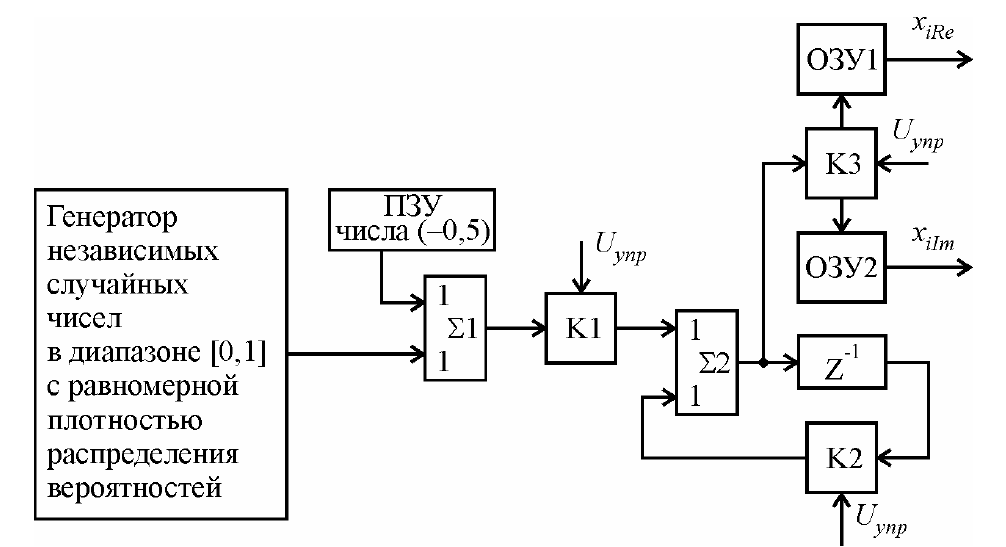 x_iRe
ОЗУ1
U_упр
К3
Генератор
независимых
случайных
чисел
в диапазоне [0,1]
с равномерной
плотностью
распределения
вероятностей
ПЗУ
числа (–0,5)
U_упр
ОЗУ2
x_iIm
1
Σ1
1
К1
1
Σ2
1
Z^-1
К2
U_упр